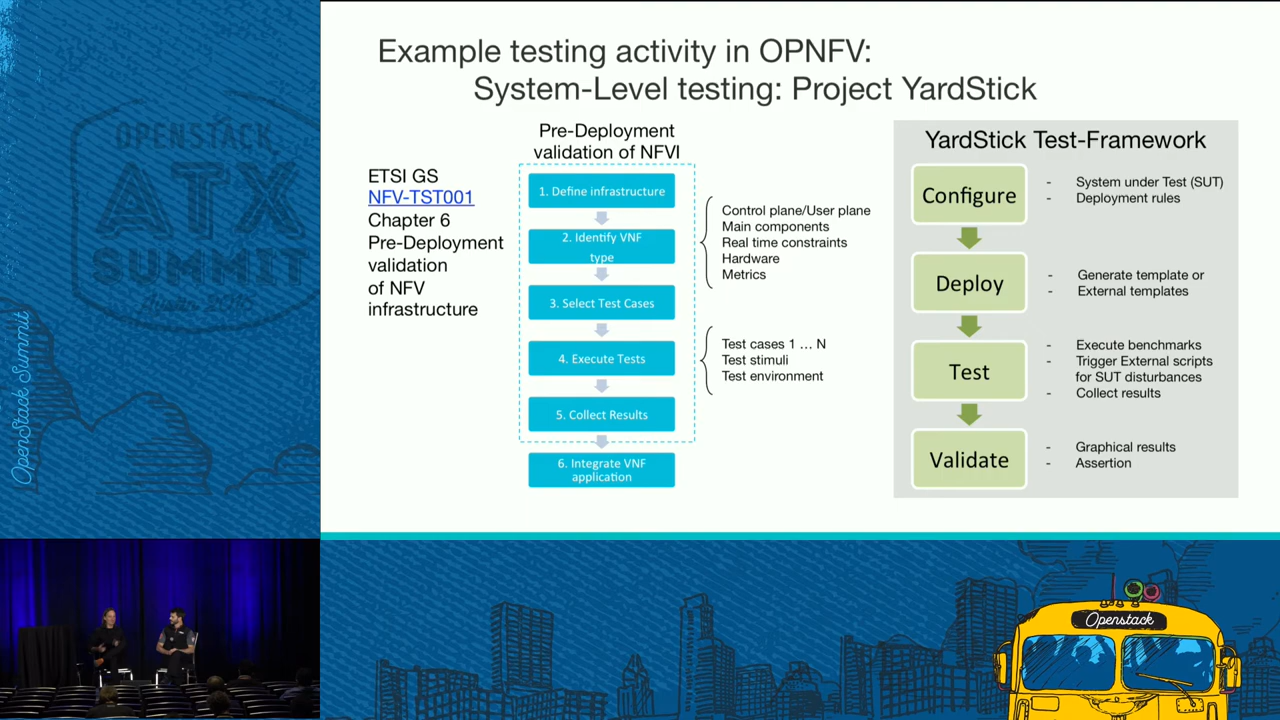 Example testing activity in OPNFV:
System-Level testing: Project YardStick
ETSI GS
NFV-TST001
Chapter 6
Pre-Deployment
validation
of NFV
infrastructure
Pre-Deployment
validation of NFVI
1. Define infrastructure
2. Identify VNF
type
3. Select Test Cases
4. Execute Tests
5. Collect Results
6. Integrate VNF
application
Control plane/User plane
Main components
Real time constraints
Hardware
Metrics
Test cases 1 … N
Test stimuli
Test environment
YardStick Test-Framework
Configure
- System under Test (SUT)
- Deployment rules
Deploy
- Generate template or
- External templates
Test
- Execute benchmarks
- Trigger External scripts
for SUT disturbances
- Collect results
Validate
- Graphical results
- Assertion
OPENSTACK
ATX
SUMMIT
OpenStack Summit
Openstack